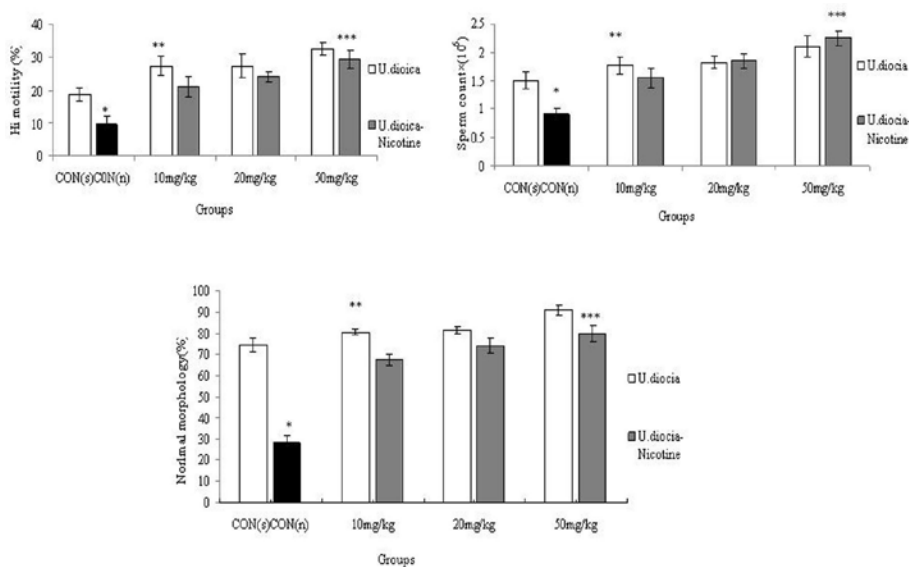 Hi motility (%)
40
30
20
10
0
*
**
***
CON(s)C0N(n) 10mg/kg 20mg/kg 50mg/kg
Groups
U.dioica
U.dioica-
Nicotine
Sperm count×(10⁶)
2.5
2
1.5
1
0.5
0
*
**
***
CON(s)CON(n) 10mg/kg 20mg/kg 50mg/kg
Groups
U.diocia
U.diocia-
Nicotine
Normal morphology(%)
100
90
80
70
60
50
40
30
20
10
0
*
**
***
CON(s)CON(n) 10mg/kg 20mg/kg 50mg/kg
Groups
U.diocia
U.diocia-
Nicotine